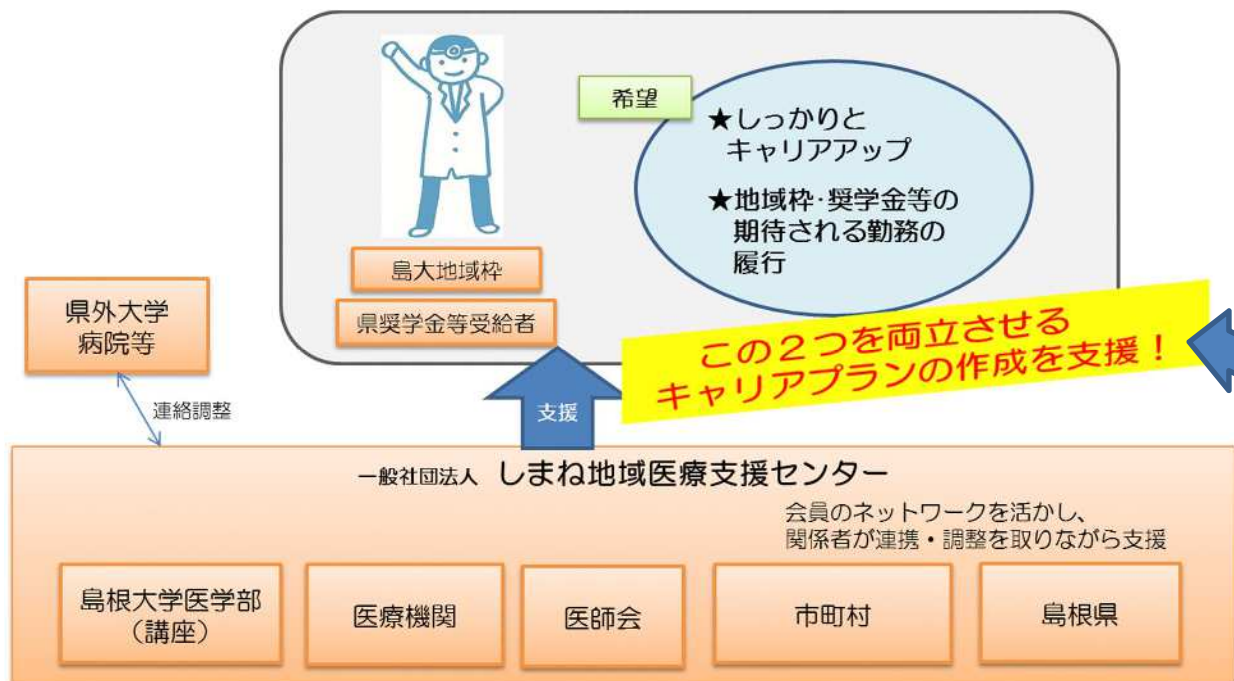 希望
★しっかりと
キャリアアップ
★地域枠・奨学金等の
期待される勤務の
履行
島大地域枠
県奨学金等受給者
この２つを両立させる
キャリアプランの作成を支援！
県外大学
病院等
連絡調整
支援
一般社団法人 しまね地域医療支援センター
会員のネットワークを活かし、
関係者が連携・調整を取りながら支援
島根大学医学部
（講座）
医療機関
医師会
市町村
島根県